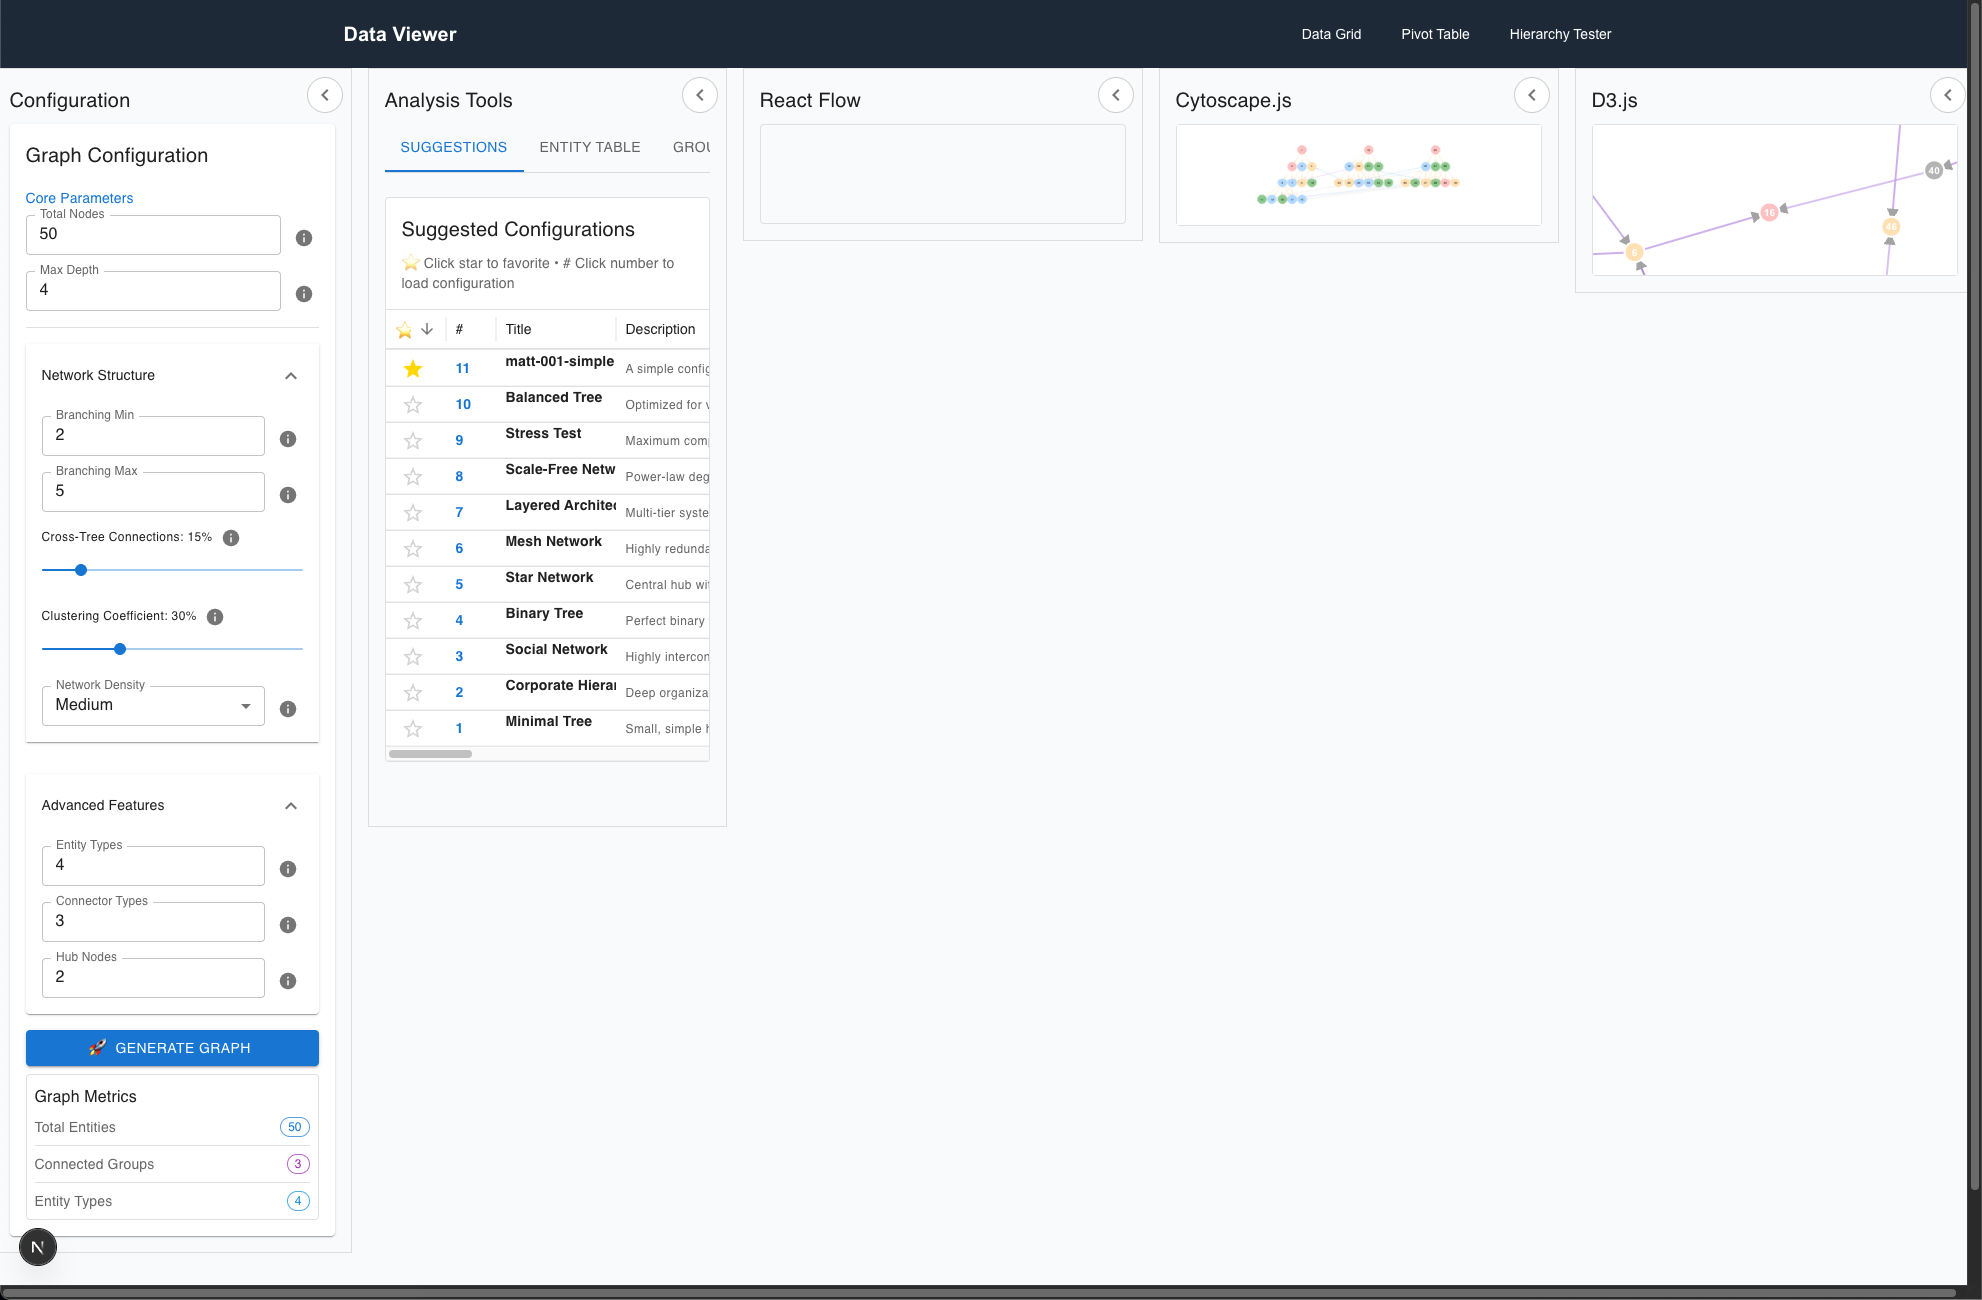 Data Viewer
Data Grid
Pivot Table
Hierarchy Tester
Configuration
Graph Configuration
Core Parameters
Total Nodes
50
Max Depth
4
Network Structure
Branching Min
2
Branching Max
5
Cross-Tree Connections: 15%
Clustering Coefficient: 30%
Network Density
Medium
Advanced Features
Entity Types
4
Connector Types
3
Hub Nodes
2
GENERATE GRAPH
Graph Metrics
Total Entities 50
Connected Groups 3
Entity Types 4
N
Analysis Tools
SUGGESTIONS ENTITY TABLE GROU
Suggested Configurations
Click star to favorite • # Click number to
load configuration
# Title Description
11 matt-001-simple A simple config
10 Balanced Tree Optimized for v
9 Stress Test Maximum com
8 Scale-Free Netw Power-law deg
7 Layered Architec Multi-tier syste
6 Mesh Network Highly redunda
5 Star Network Central hub wit
4 Binary Tree Perfect binary
3 Social Network Highly intercon
2 Corporate Hierar Deep organiza
1 Minimal Tree Small, simple h
React Flow
Cytoscape.js
D3.js
40
16
46
6